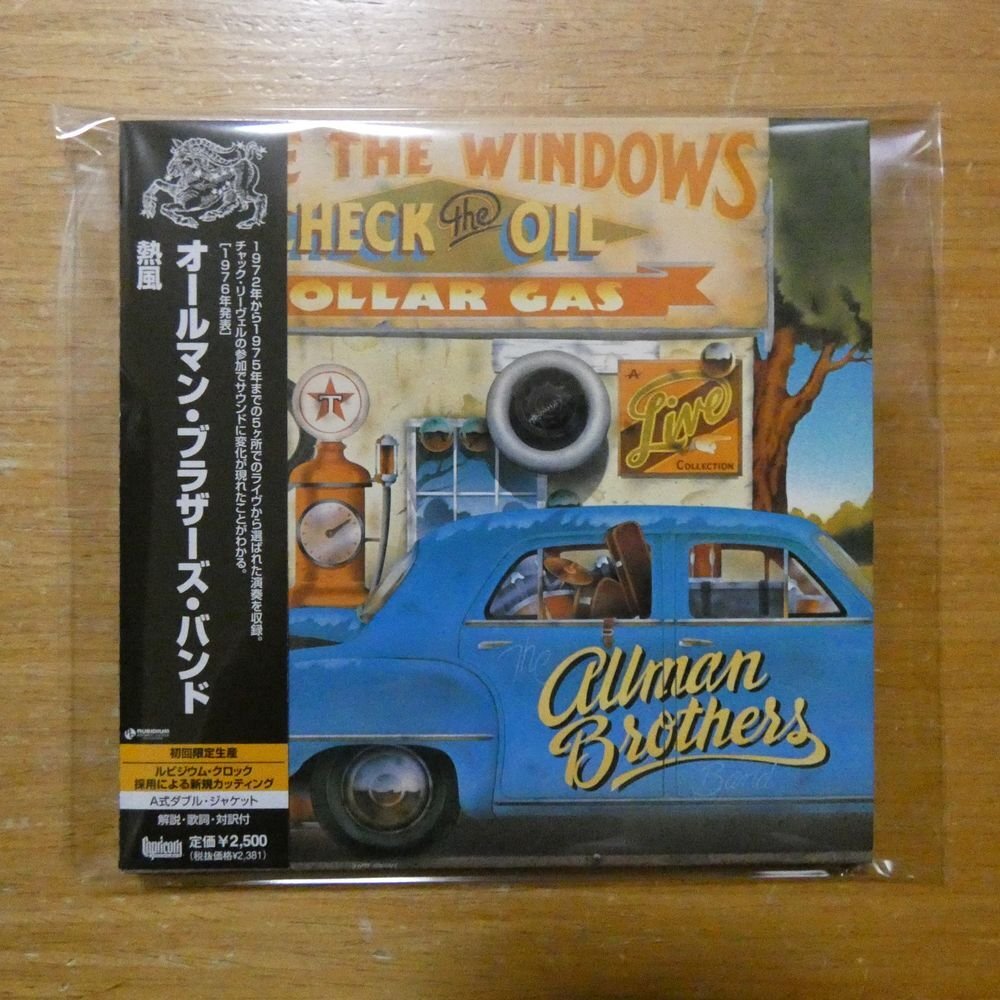 オールマン・ブラザーズ・バンド
熱風
1972年から1975年までの5ヶ所でのライヴから選ばれた演奏を収録。
チャック・リーヴェルの参加でサウンドに変化が現れたことがわかる。
[1976年発表]
RUBIDIUM
初回限定生産
ルビジウム・クロック
採用による新規カッティング
A式ダブル・ジャケット
解説・歌詞・対訳付
Capricorn 定価¥2,500
(税抜価格¥2,381)
E THE WINDOWS
CHECK the OIL
OLLAR GAS
T
A
Live
COLLECTION
The
Allman
Brothers
Band